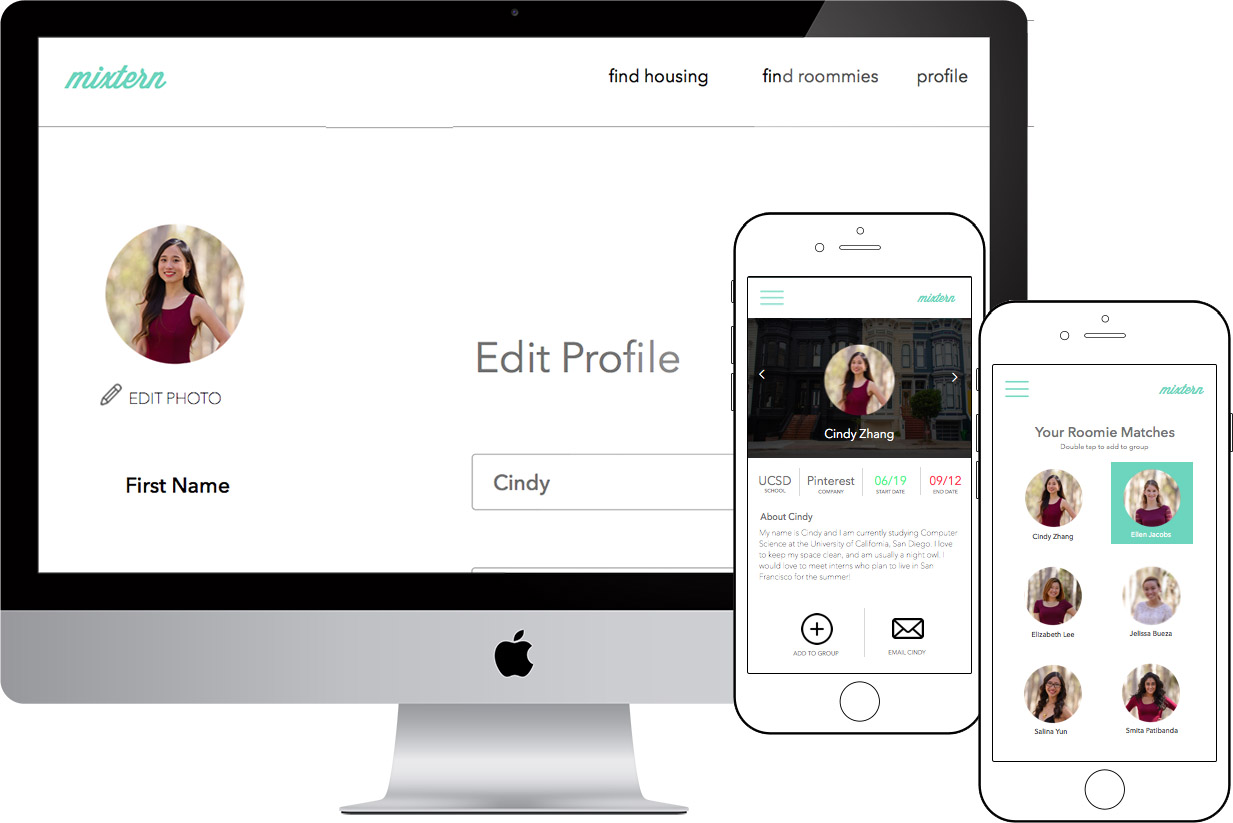 mixtern
find housing
find roommies
profile
EDIT PHOTO
Edit Profile
First Name
Cindy
mixtern
Cindy Zhang
UCSD
SCHOOL
Pinterest
COMPANY
06/19
START DATE
09/12
END DATE
About Cindy
My name is Cindy and I am currently studying Computer
Science at the University of California, San Diego. I love
to keep my space clean, and am usually a night owl. I
would love to meet interns who plan to live in San
Francisco for the summer!
ADD TO GROUP
EMAIL CINDY
mixtern
Your Roomie Matches
Double tap to add to group
Cindy Zhang
Ellen Jacobs
Elizabeth Lee
Jelissa Bueza
Salina Yun
Smita Patibanda